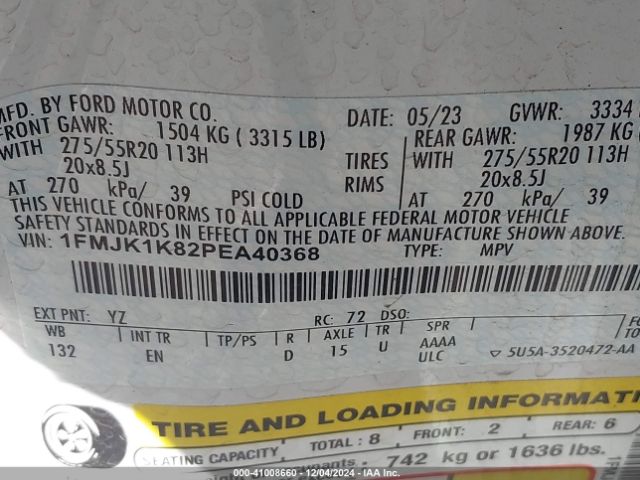 MFD. BY FORD MOTOR CO. DATE: 05/23 GVWR: 3334
FRONT GAWR: 1504 KG ( 3315 LB) REAR GAWR: 1987 KG
WITH 275/55R20 113H TIRES WITH 275/55R20 113H
20x8.5J RIMS 20x8.5J
AT 270 kPa/ 39 PSI COLD AT 270 kPa/ 39
THIS VEHICLE CONFORMS TO ALL APPLICABLE FEDERAL MOTOR VEHICLE
SAFETY STANDARDS IN EFFECT ON THE DATE OF MANUFACTURE SHOWN ABOVE.
VIN: 1FMJK1K82PEA40368 TYPE: MPV
EXT PNT: YZ RC: 72 DSO:
WB INT TR TP/PS R AXLE TR SPR
132 EN D 15 U AAAA
ULC ▽ 5U5A-3520472-AA
TIRE AND LOADING INFORMATION
SEATING CAPACITY TOTAL : 8 FRONT: 2 REAR: 6
742 kg or 1636 lbs.
000-41008660 - 12/04/2024 - IAA Inc.